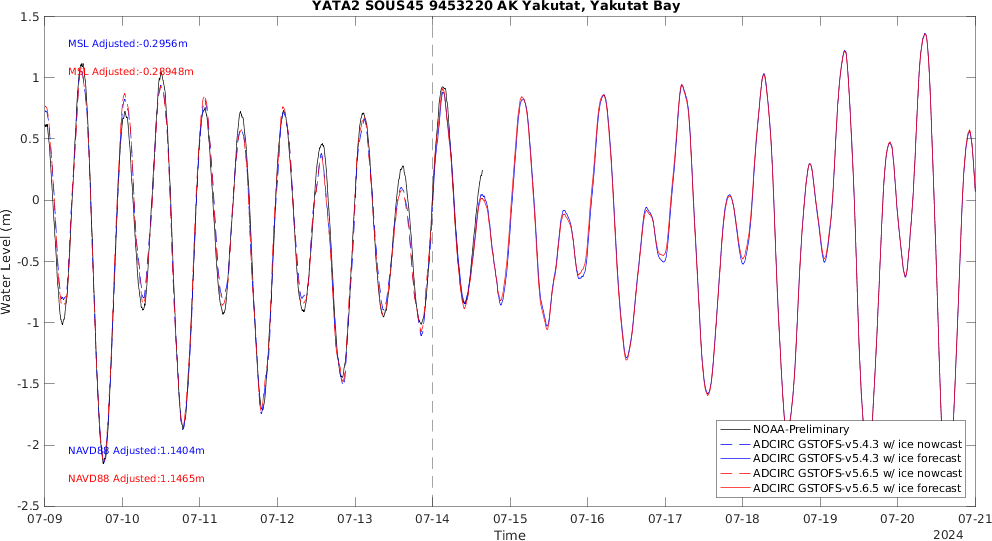 YATA2 SOUS45 9453220 AK Yakutat, Yakutat Bay
1.5
1
0.5
0
-0.5
-1
-1.5
-2
-2.5
Water Level (m)
MSL Adjusted:-0.2956m
MSL Adjusted:-0.28948m
NAVD88 Adjusted:1.1404m
NAVD88 Adjusted:1.1465m
NOAA-Preliminary
ADCIRC GSTOFS-v5.4.3 w/ ice nowcast
ADCIRC GSTOFS-v5.4.3 w/ ice forecast
ADCIRC GSTOFS-v5.6.5 w/ ice nowcast
ADCIRC GSTOFS-v5.6.5 w/ ice forecast
07-09 07-10 07-11 07-12 07-13 07-14 07-15 07-16 07-17 07-18 07-19 07-20 07-21
Time
2024